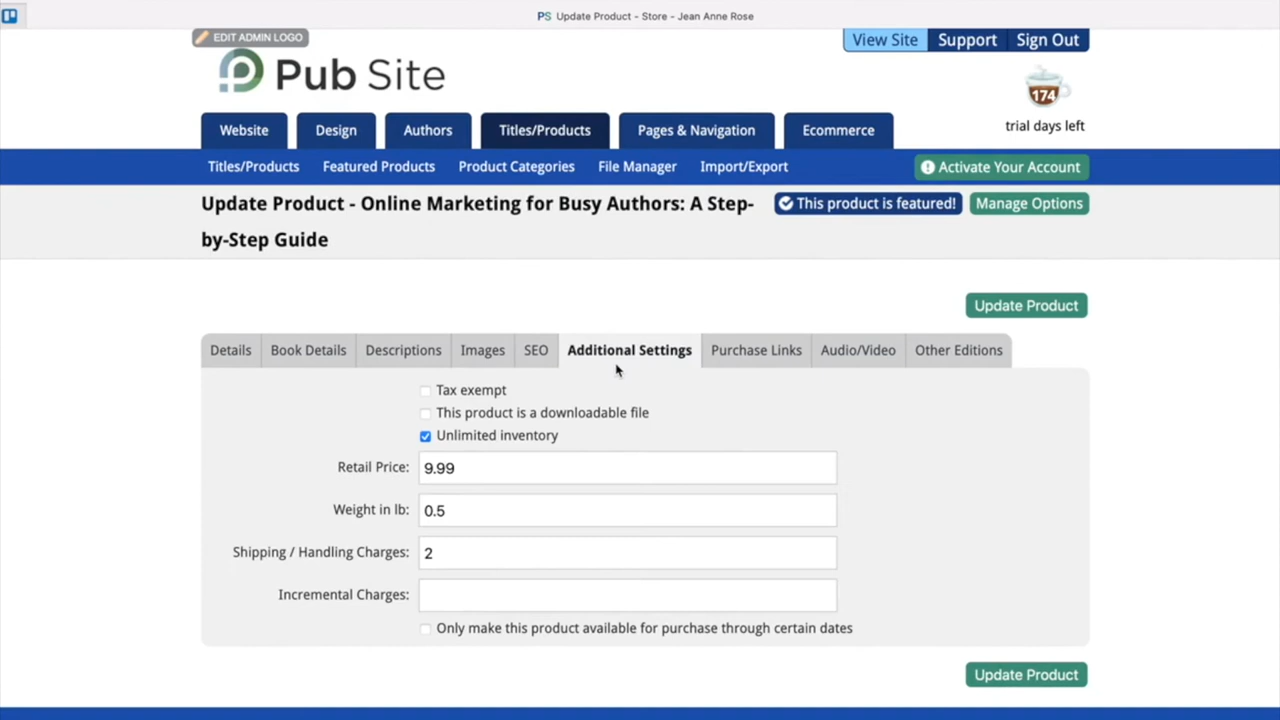 PS Update Product - Store - Jean Anne Rose
EDIT ADMIN LOGO
View Site Support Sign Out
Pub Site
174
trial days left
Website Design Authors Titles/Products Pages & Navigation Ecommerce
Titles/Products Featured Products Product Categories File Manager Import/Export Activate Your Account
Update Product - Online Marketing for Busy Authors: A Step-
by-Step Guide
This product is featured! Manage Options
Update Product
Details Book Details Descriptions Images SEO Additional Settings Purchase Links Audio/Video Other Editions
Tax exempt
This product is a downloadable file
Unlimited inventory
Retail Price: 9.99
Weight in lb: 0.5
Shipping / Handling Charges: 2
Incremental Charges:
Only make this product available for purchase through certain dates
Update Product